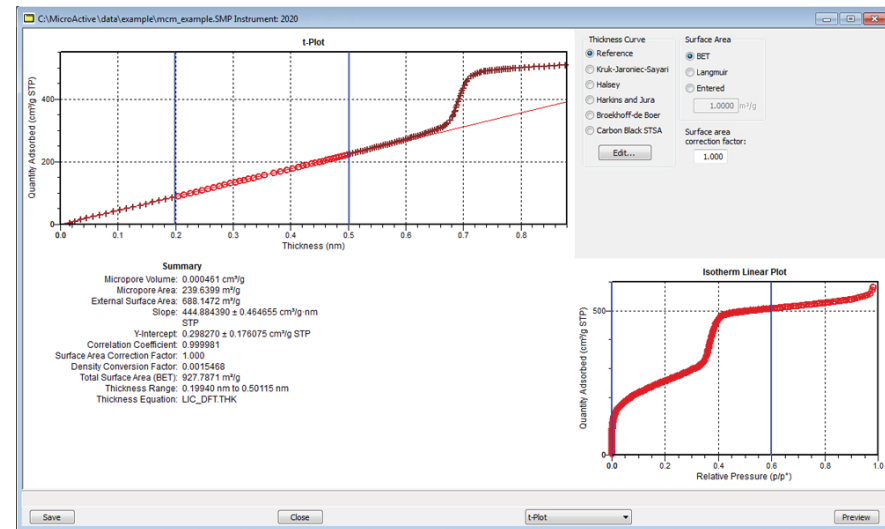 C:\MicroActive\data\example\mcm_example.SMP Instrument: 2020
t-Plot
Quantity Adsorbed (cm³/g STP)
400
200
0
0.0 0.1 0.2 0.3 0.4 0.5 0.6 0.7 0.8
Thickness (nm)
Thickness Curve
Reference
Kruk-Jaroniec-Sayari
Halsey
Harkins and Jura
Broekhoff-de Boer
Carbon Black STSA
Edit...
Surface Area
BET
Langmuir
Entered
1.0000 m²/g
Surface area
correction factor:
1.000
Summary
Micropore Volume: 0.000461 cm³/g
Micropore Area: 239.6399 m²/g
External Surface Area: 688.1472 m²/g
Slope: 444.884390 ± 0.464655 cm³/g·nm
STP
Y-Intercept: 0.298270 ± 0.176075 cm³/g STP
Correlation Coefficient: 0.999981
Surface Area Correction Factor: 1.000
Density Conversion Factor: 0.0015468
Total Surface Area (BET): 927.7871 m²/g
Thickness Range: 0.19940 nm to 0.50115 nm
Thickness Equation: LIC_DFT.THK
Isotherm Linear Plot
Quantity Adsorbed (cm³/g STP)
500
0
0.0 0.2 0.4 0.6 0.8 1.0
Relative Pressure (p/p°)
Save
Close
t-Plot
Preview